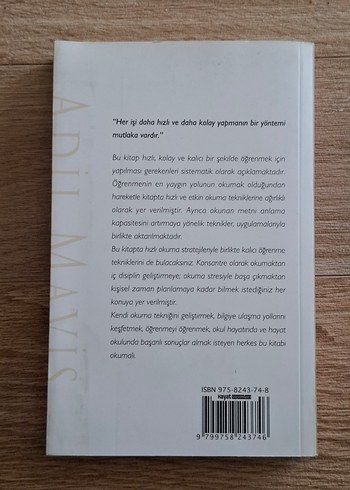 ADİL MAVİŞ
"Her işi daha hızlı ve daha kolay yapmanın bir yöntemi
mutlaka vardır."
Bu kitap hızlı, kolay ve kalıcı bir şekilde öğrenmek için
yapılması gerekenleri sistematik olarak açıklamaktadır.
Öğrenmenin en yaygın yolunun okumak olduğundan
hareketle kitapta hızlı ve etkin okuma tekniklerine ağırlıklı
olarak yer verilmiştir. Ayrıca okunan metni anlama
kapasitesini artırmaya yönelik teknikler, uygulamalarıyla
birlikte aktarılmaktadır.
Bu kitapta hızlı okuma stratejileriyle birlikte kalıcı öğrenme
tekniklerini de bulacaksınız. Konsantre olarak okumaktan
iç disiplin geliştirmeye; okuma stresiyle başa çıkmaktan
kişisel zaman planlamaya kadar bilmek istediğiniz her
konuya yer verilmiştir.
Kendi okuma tekniğini geliştirmek, bilgiye ulaşma yollarını
keşfetmek, öğrenmeyi öğrenmek, okul hayatında ve hayat
okulunda başarılı sonuçlar almak isteyen herkes bu kitabı
okumalı.
ISBN 975-8243-74-8
Hayat
9 799758 243746